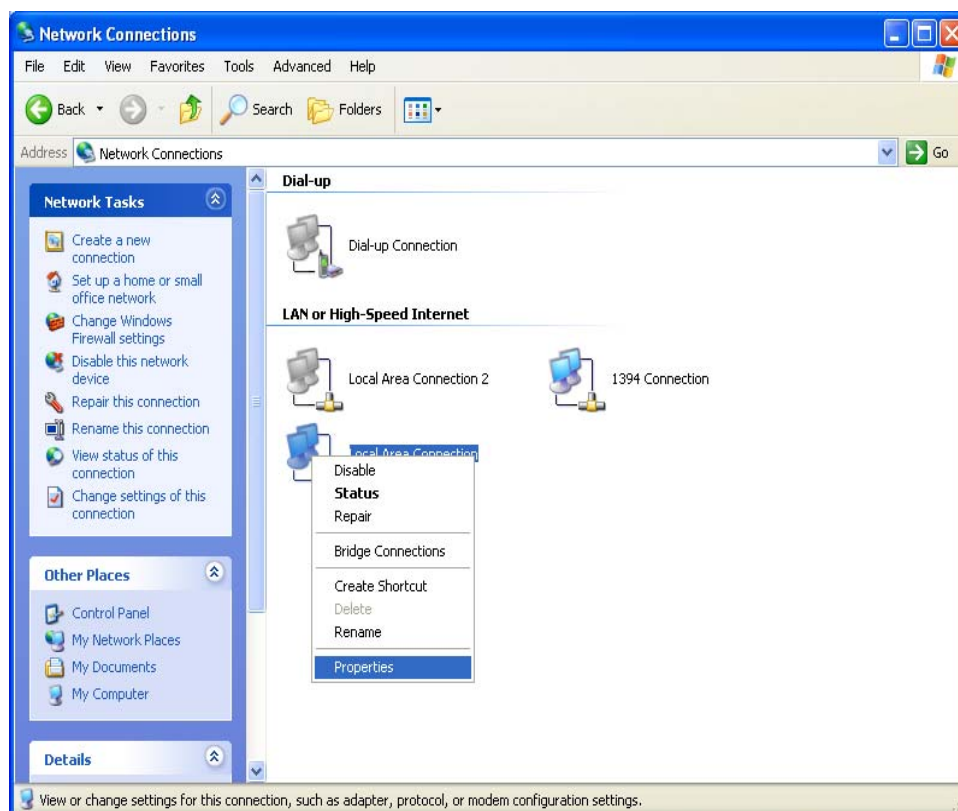 Network Connections
File Edit View Favorites Tools Advanced Help
Back Search Folders
Address Network Connections Go
Network Tasks
Create a new
connection
Set up a home or small
office network
Change Windows
Firewall settings
Disable this network
device
Repair this connection
Rename this connection
View status of this
connection
Change settings of this
connection
Other Places
Control Panel
My Network Places
My Documents
My Computer
Details
Dial-up
Dial-up Connection
LAN or High-Speed Internet
Local Area Connection 2
1394 Connection
Local Area Connection
Disable
Status
Repair
Bridge Connections
Create Shortcut
Delete
Rename
Properties
View or change settings for this connection, such as adapter, protocol, or modem configuration settings.